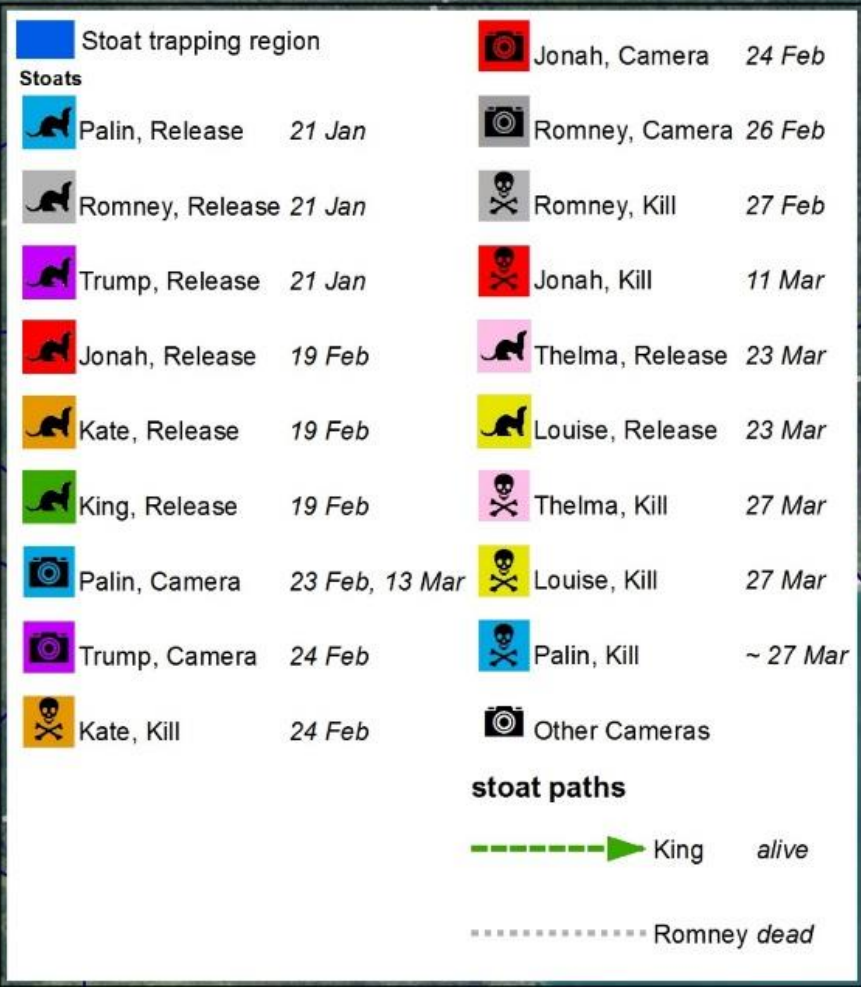 Stoat trapping region
Stoats
Palin, Release 21 Jan
Romney, Release 21 Jan
Trump, Release 21 Jan
Jonah, Release 19 Feb
Kate, Release 19 Feb
King, Release 19 Feb
Palin, Camera 23 Feb, 13 Mar
Trump, Camera 24 Feb
Kate, Kill 24 Feb
Jonah, Camera 24 Feb
Romney, Camera 26 Feb
Romney, Kill 27 Feb
Jonah, Kill 11 Mar
Thelma, Release 23 Mar
Louise, Release 23 Mar
Thelma, Kill 27 Mar
Louise, Kill 27 Mar
Palin, Kill ~ 27 Mar
Other Cameras
stoat paths
King alive
Romney dead